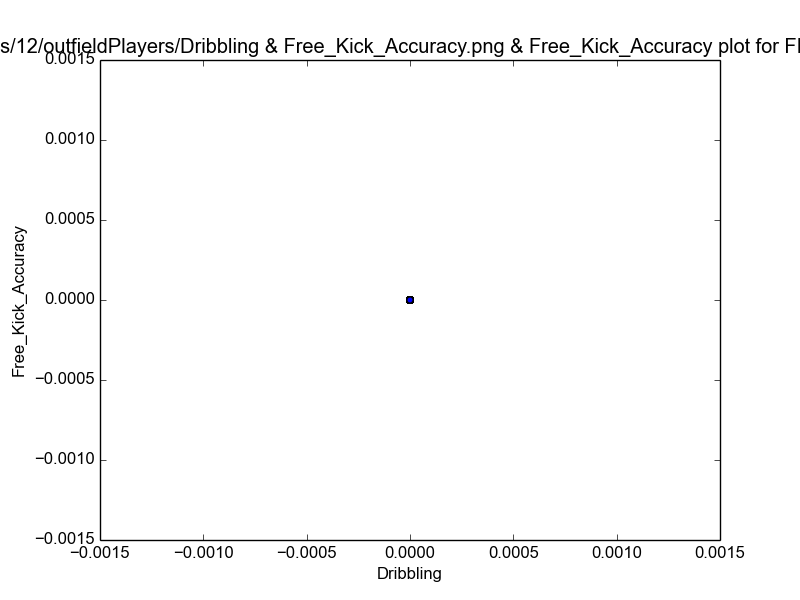 s/12/outfieldPlayers/Dribbling & Free_Kick_Accuracy.png & Free_Kick_Accuracy plot for FI
0.0015
0.0010
0.0005
0.0000
−0.0005
−0.0010
−0.0015
Free_Kick_Accuracy
−0.0015 −0.0010 −0.0005 0.0000 0.0005 0.0010 0.0015
Dribbling